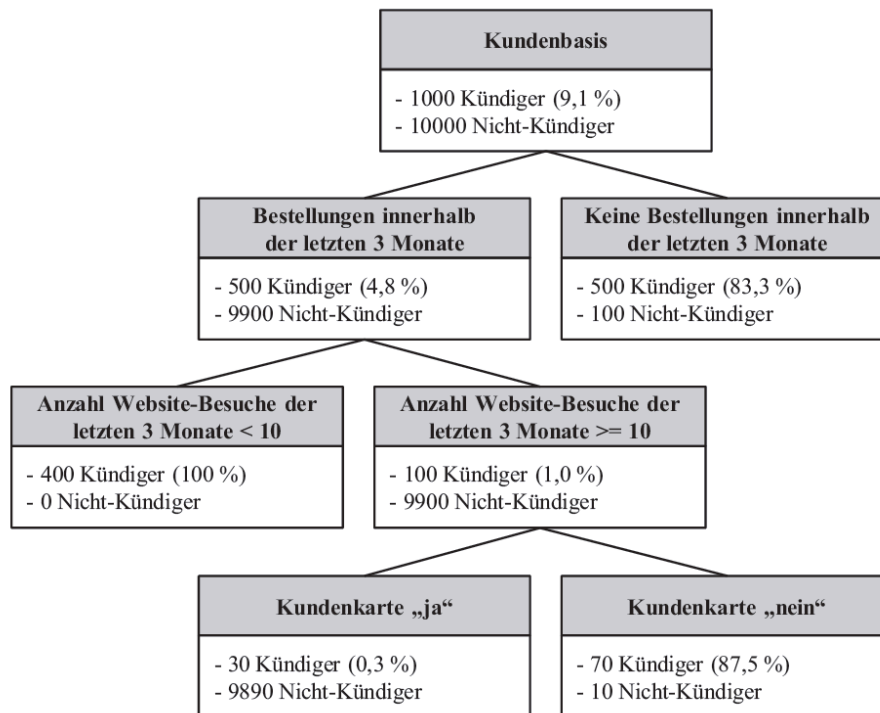 Kundenbasis
- 1000 Kündiger (9,1 %)
- 10000 Nicht-Kündiger
Bestellungen innerhalb
der letzten 3 Monate
- 500 Kündiger (4,8 %)
- 9900 Nicht-Kündiger
Keine Bestellungen innerhalb
der letzten 3 Monate
- 500 Kündiger (83,3 %)
- 100 Nicht-Kündiger
Anzahl Website-Besuche der
letzten 3 Monate < 10
- 400 Kündiger (100 %)
- 0 Nicht-Kündiger
Anzahl Website-Besuche der
letzten 3 Monate >= 10
- 100 Kündiger (1,0 %)
- 9900 Nicht-Kündiger
Kundenkarte „ja“
- 30 Kündiger (0,3 %)
- 9890 Nicht-Kündiger
Kundenkarte „nein“
- 70 Kündiger (87,5 %)
- 10 Nicht-Kündiger